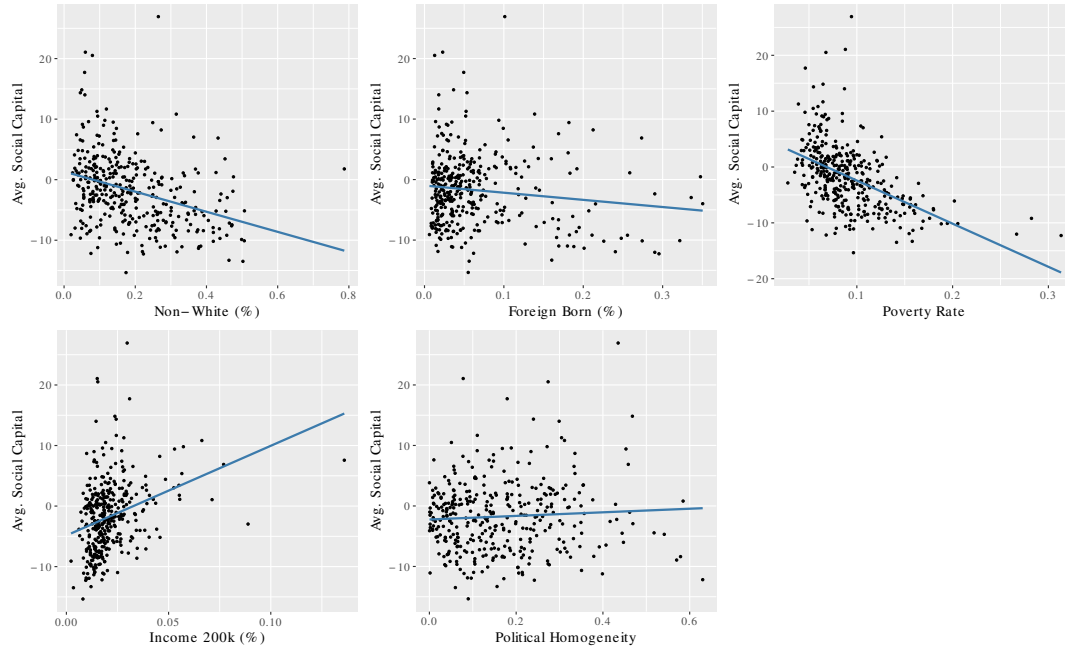 Avg. Social Capital
20
10
0
−10
0.0 0.2 0.4 0.6 0.8
Non−White (%)
Avg. Social Capital
20
10
0
−10
0.0 0.1 0.2 0.3
Foreign Born (%)
Avg. Social Capital
20
10
0
−10
−20
0.1 0.2 0.3
Poverty Rate
Avg. Social Capital
20
10
0
−10
0.00 0.05 0.10
Income 200k (%)
Avg. Social Capital
20
10
0
−10
0.0 0.2 0.4 0.6
Political Homogeneity